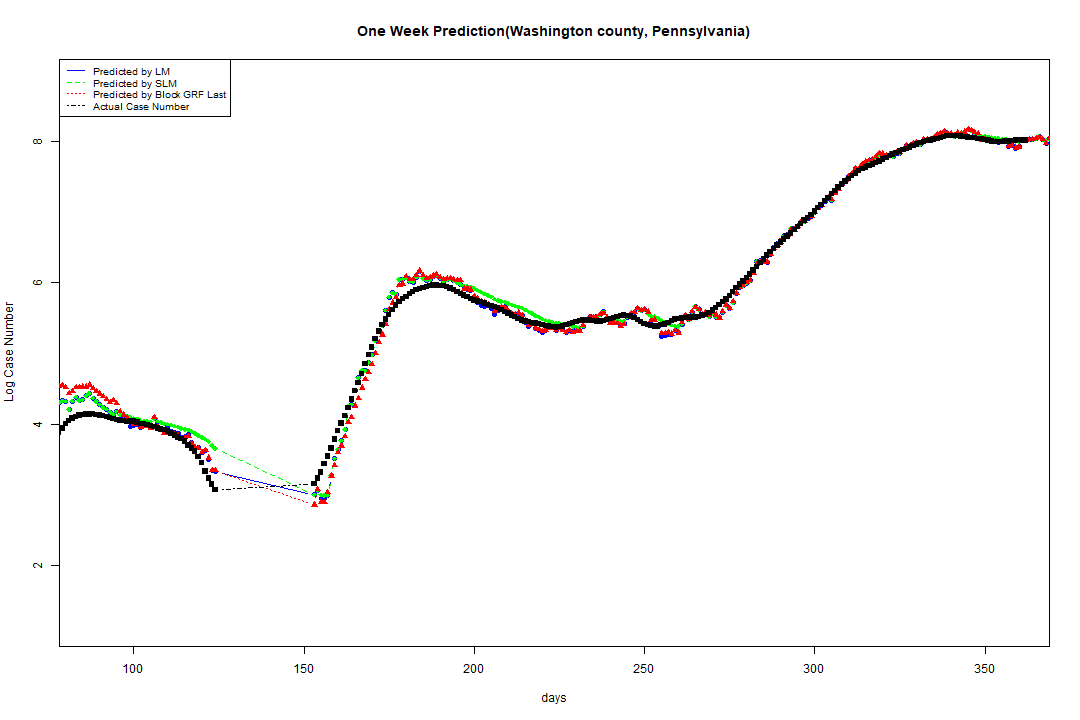 One Week Prediction(Washington county, Pennsylvania)
Predicted by LM
Predicted by SLM
Predicted by Block GRF Last
Actual Case Number
8
6
4
2
Log Case Number
100 150 200 250 300 350
days